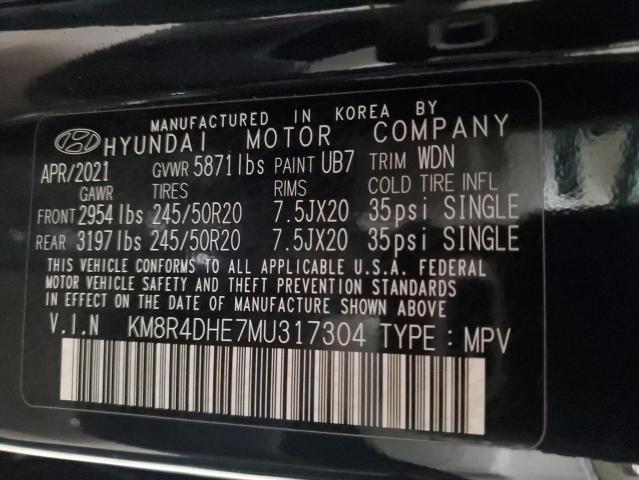 MANUFACTURED IN KOREA BY
HYUNDAI MOTOR COMPANY
APR/2021 GVWR 5871lbs PAINT UB7 TRIM WDN
GAWR TIRES RIMS COLD TIRE INFL
FRONT 2954lbs 245/50R20 7.5JX20 35psi SINGLE
REAR 3197lbs 245/50R20 7.5JX20 35psi SINGLE
THIS VEHICLE CONFORMS TO ALL APPLICABLE U.S.A. FEDERAL
MOTOR VEHICLE SAFETY AND THEFT PREVENTION STANDARDS
IN EFFECT ON THE DATE OF MANUFACTURE SHOWN ABOVE
V.I.N KM8R4DHE7MU317304 TYPE : MPV